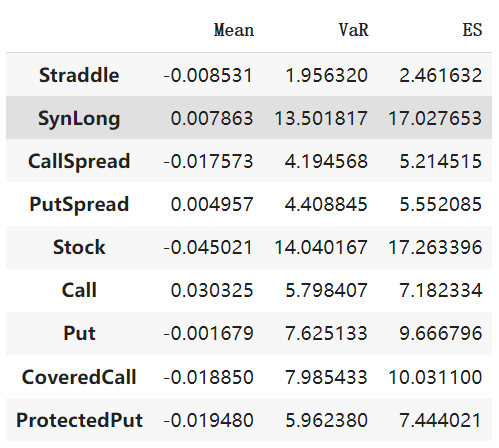 Mean VaR ES
Straddle -0.008531 1.956320 2.461632
SynLong 0.007863 13.501817 17.027653
CallSpread -0.017573 4.194568 5.214515
PutSpread 0.004957 4.408845 5.552085
Stock -0.045021 14.040167 17.263396
Call 0.030325 5.798407 7.182334
Put -0.001679 7.625133 9.666796
CoveredCall -0.018850 7.985433 10.031100
ProtectedPut -0.019480 5.962380 7.444021